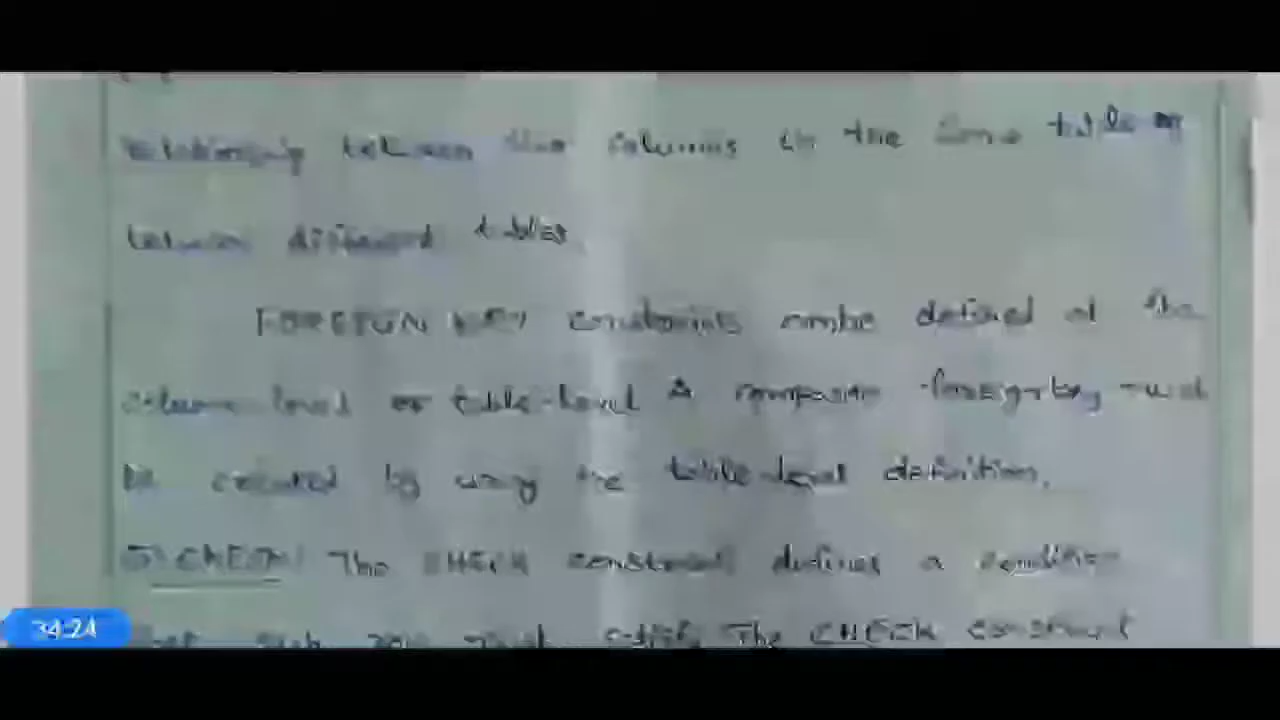 relationship between two columns in the same table or
between different tables.
FOREIGN KEY constraints can be defined at the
column-level or table-level A composite foreign key must
be created by using the table-level definition.
5) CHECK: The CHECK constraint defines a condition
that each row must satisfy. The CHECK constraint
34:24